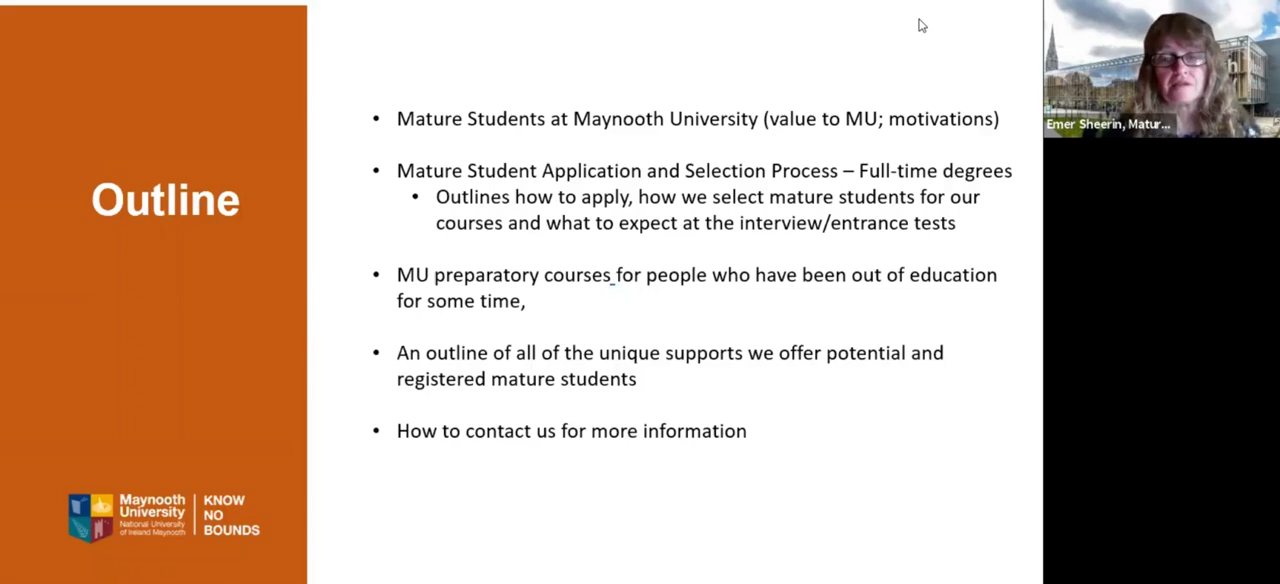 Outline
• Mature Students at Maynooth University (value to MU; motivations)
• Mature Student Application and Selection Process – Full-time degrees
• Outlines how to apply, how we select mature students for our
courses and what to expect at the interview/entrance tests
• MU preparatory courses for people who have been out of education
for some time,
• An outline of all of the unique supports we offer potential and
registered mature students
• How to contact us for more information
Maynooth
University
National University
of Ireland Maynooth
KNOW
NO
BOUNDS
Emer Sheerin, Matur...